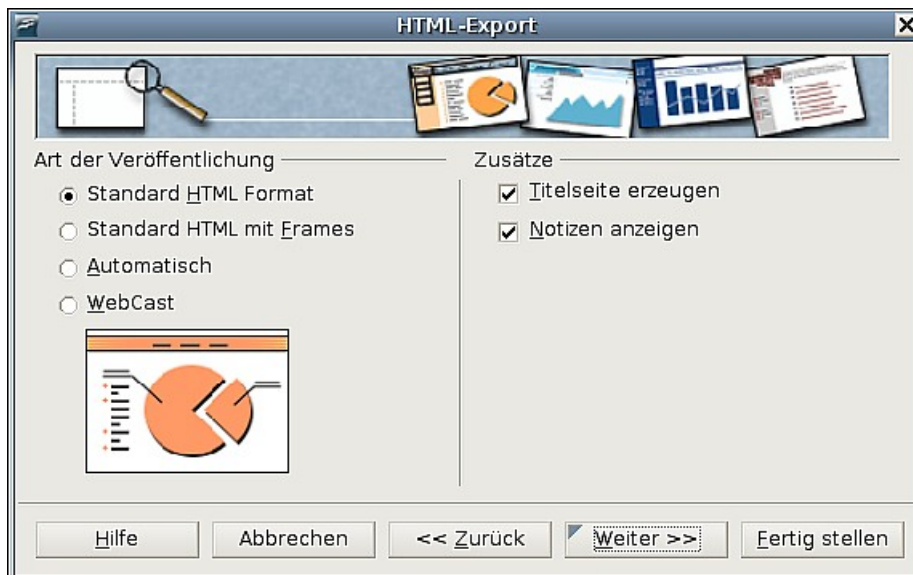 HTML-Export
Art der Veröffentlichung
Standard HTML Format
Standard HTML mit Frames
Automatisch
WebCast
Zusätze
Titelseite erzeugen
Notizen anzeigen
Hilfe
Abbrechen
<< Zurück
Weiter >>
Fertig stellen